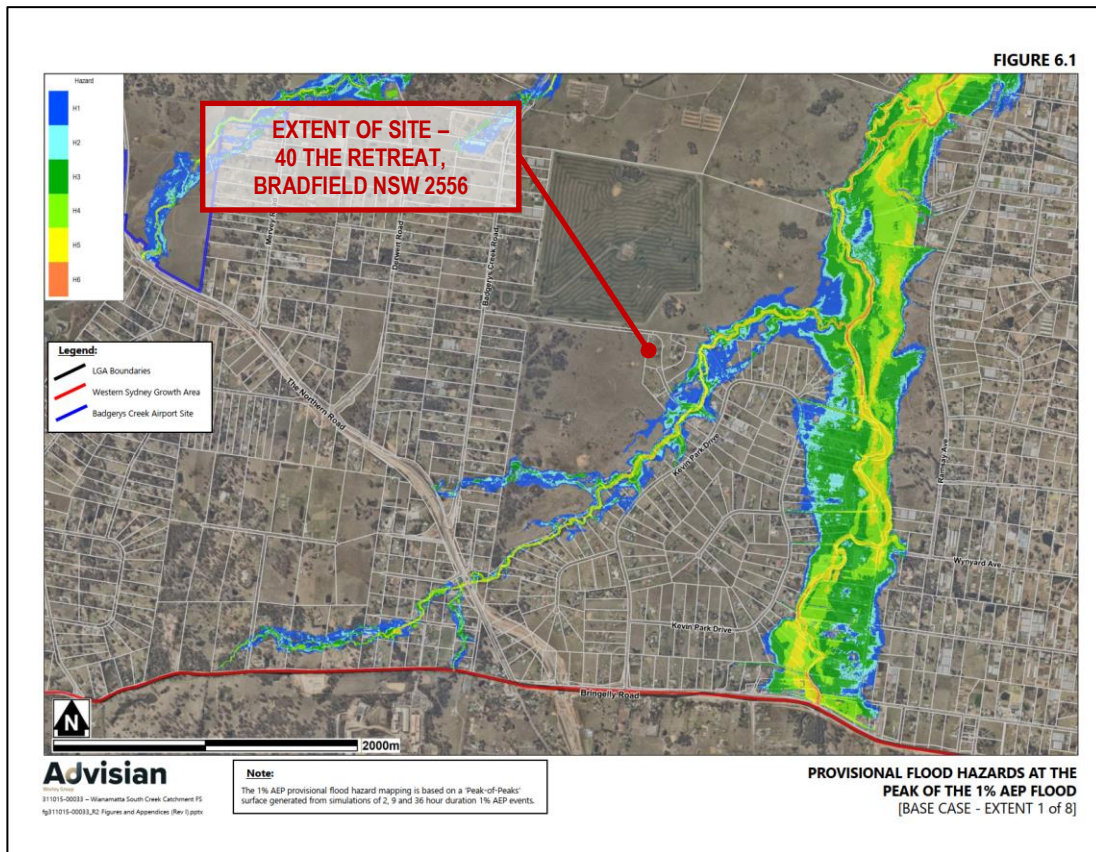 FIGURE 6.1
Hazard
H1
H2
H3
H4
H5
H6
EXTENT OF SITE –
40 THE RETREAT,
BRADFIELD NSW 2556
Derwent Road
Badgerys Creek Road
Legend:
LGA Boundaries
Western Sydney Growth Area
Badgerys Creek Airport Site
The Northern Road
Ramsay Ave
Kevin Park Drive
Wynyard Ave
Kevin Park Drive
Bringelly Road
N
2000m
Advisian
Worley Group
311015-00033 – Wianamatta South Creek Catchment FS
fg311015-00033_R2 Figures and Appendices (Rev I).pptx
Note:
The 1% AEP provisional flood hazard mapping is based on a 'Peak-of-Peaks'
surface generated from simulations of 2, 9 and 36 hour duration 1% AEP events.
PROVISIONAL FLOOD HAZARDS AT THE
PEAK OF THE 1% AEP FLOOD
[BASE CASE - EXTENT 1 of 8]